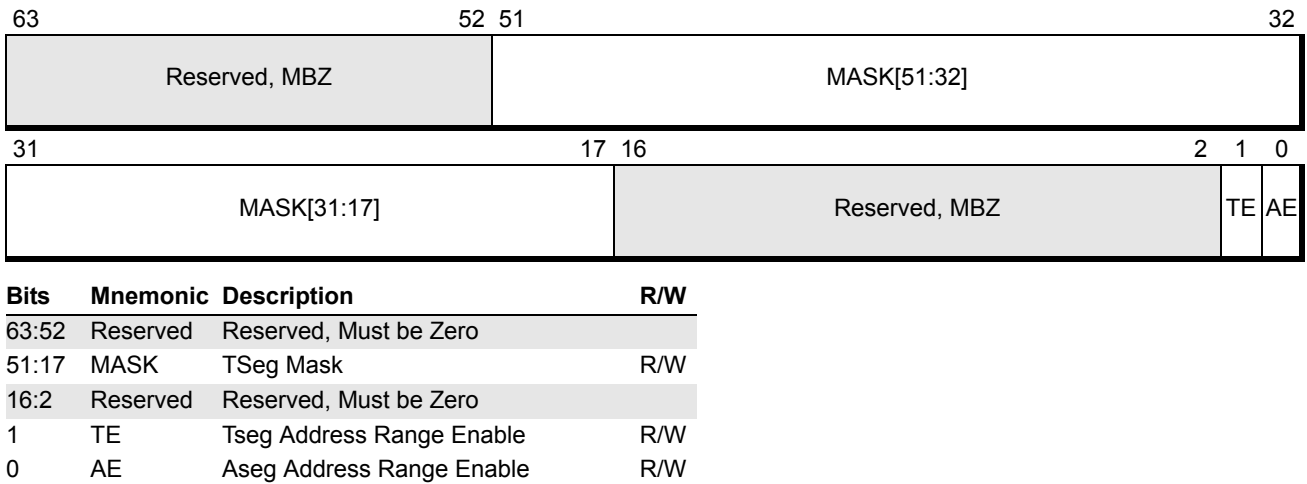 63 52 51 32
Reserved, MBZ MASK[51:32]
31 17 16 2 1 0
MASK[31:17] Reserved, MBZ TE AE
Bits Mnemonic Description R/W
63:52 Reserved Reserved, Must be Zero
51:17 MASK TSeg Mask R/W
16:2 Reserved Reserved, Must be Zero
1 TE Tseg Address Range Enable R/W
0 AE Aseg Address Range Enable R/W